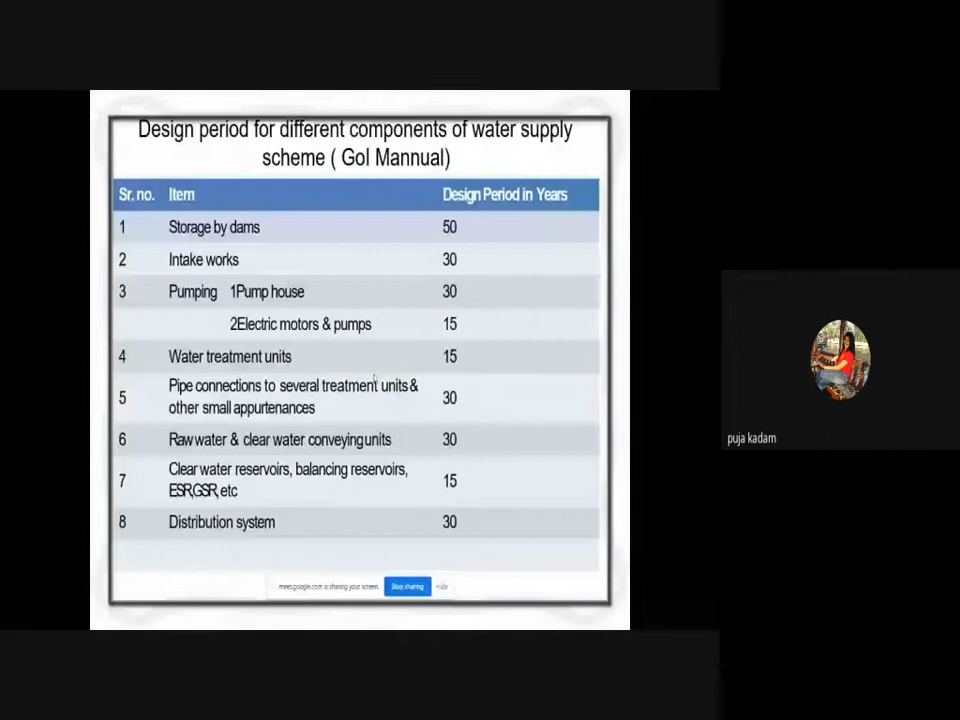 Design period for different components of water supply
scheme ( GoI Mannual)
Sr. no. Item Design Period in Years
1 Storage by dams 50
2 Intake works 30
3 Pumping 1Pump house 30
2Electric motors & pumps 15
4 Water treatment units 15
Pipe connections to several treatment units &
5 other small appurtenances 30
6 Raw water & clear water conveying units 30
Clear water reservoirs, balancing reservoirs,
7 ESR,GSR, etc 15
8 Distribution system 30
meet.google.com is sharing your screen. Stop sharing Hide
puja kadam